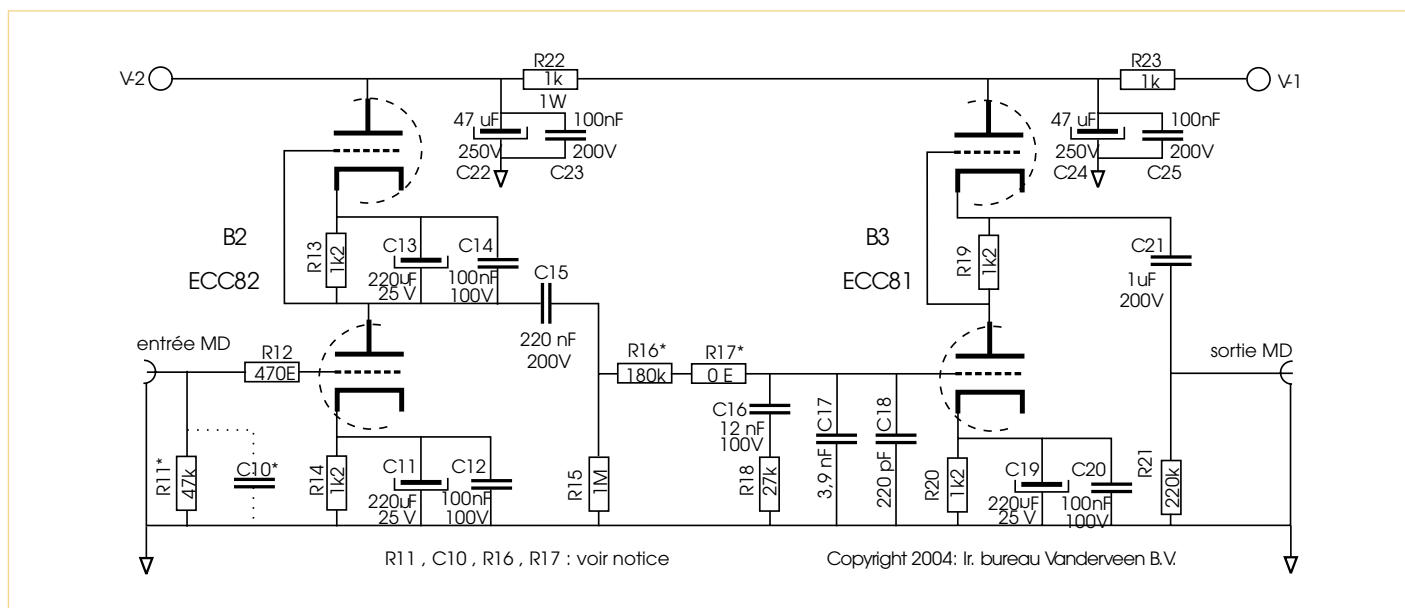 R22
R23
V-2
1k
1k
V-1
1W
47 uF
100nF
47 uF
100nF
250V
200V
250V
200V
C22
C23
C24
C25
B2
R13
1k2
C13
C14
B3
R19
1k2
C21
ECC82
220uF
100nF
C15
ECC81
1uF
25 V
100V
200V
220 nF
entrée MD
R12
200V
R16*
R17*
sortie MD
470E
180k
0 E
C16
C17
C18
12 nF
100V
R11*
47k
C10*
R14
1k2
C11
C12
R15
1M
R18
27k
3,9 nF
220 pF
R20
1k2
C19
C20
R21
220k
220uF
100nF
220uF
100nF
25 V
100V
25 V
100V
R11 , C10 , R16 , R17 : voir notice
Copyright 2004: Ir. bureau Vanderveen B.V.